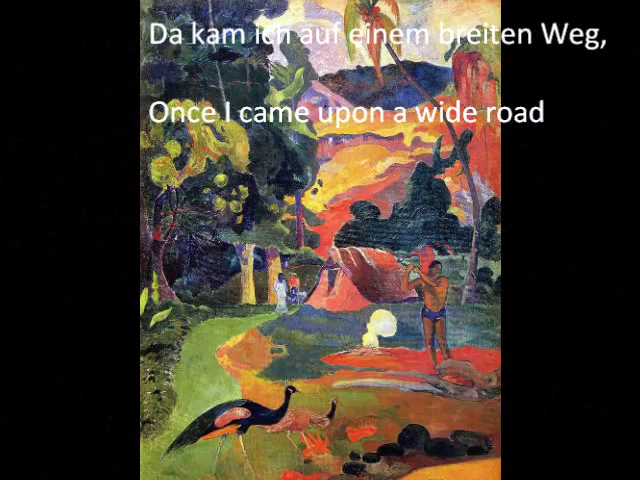 Da kam ich auf einem breiten Weg,
Once I came upon a wide road